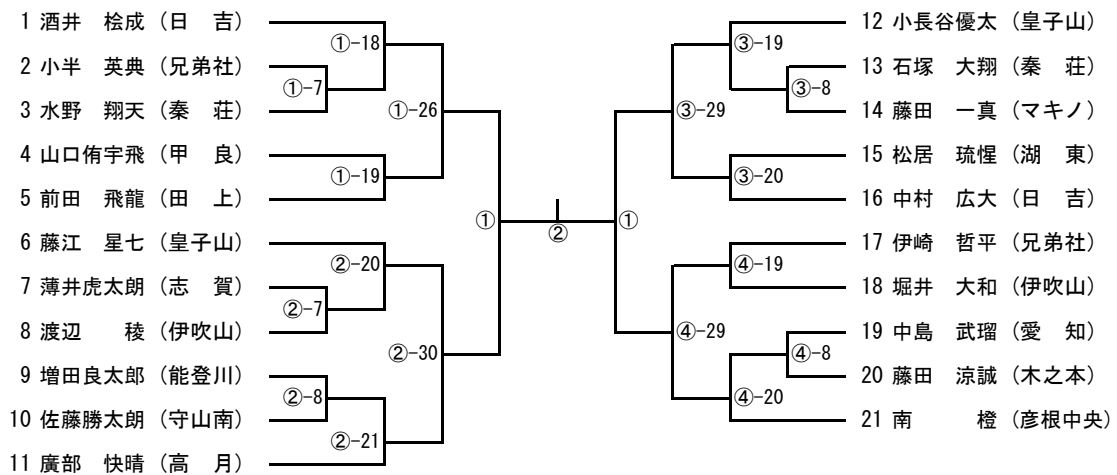 1 酒井　桧成（日　吉）
①-18
2 小半　英典（兄弟社）
①-7
3 水野　翔天（秦　荘）
①-26
4 山口侑宇飛（甲　良）
①-19
5 前田　飛龍（田　上）
①
6 藤江　星七（皇子山）
②-20
7 薄井虎太朗（志　賀）
②-7
8 渡辺　　稜（伊吹山）
②-30
9 増田良太郎（能登川）
②-8
10 佐藤勝太朗（守山南）
②-21
11 廣部　快晴（高　月）
②
12 小長谷優太（皇子山）
③-19
13 石塚　大翔（秦　荘）
③-8
14 藤田　一真（マキノ）
③-29
15 松居　琉惺（湖　東）
③-20
16 中村　広大（日　吉）
①
17 伊崎　哲平（兄弟社）
④-19
18 堀井　大和（伊吹山）
④-29
19 中島　武瑠（愛　知）
④-8
20 藤田　涼誠（木之本）
④-20
21 南　　　橙（彦根中央）